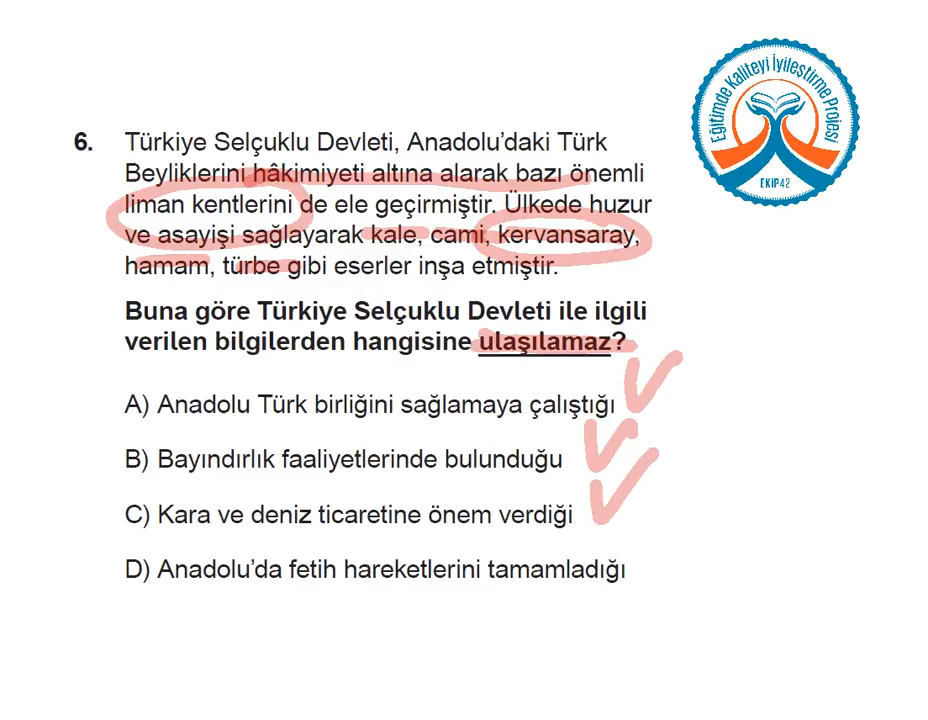 Eğitimde Kaliteyi İyileştirme Projesi
EKİP42
6. Türkiye Selçuklu Devleti, Anadolu'daki Türk
Beyliklerini hâkimiyeti altına alarak bazı önemli
liman kentlerini de ele geçirmiştir. Ülkede huzur
ve asayişi sağlayarak kale, cami, kervansaray,
hamam, türbe gibi eserler inşa etmiştir.
Buna göre Türkiye Selçuklu Devleti ile ilgili
verilen bilgilerden hangisine ulaşılamaz?
A) Anadolu Türk birliğini sağlamaya çalıştığı
B) Bayındırlık faaliyetlerinde bulunduğu
C) Kara ve deniz ticaretine önem verdiği
D) Anadolu'da fetih hareketlerini tamamladığı